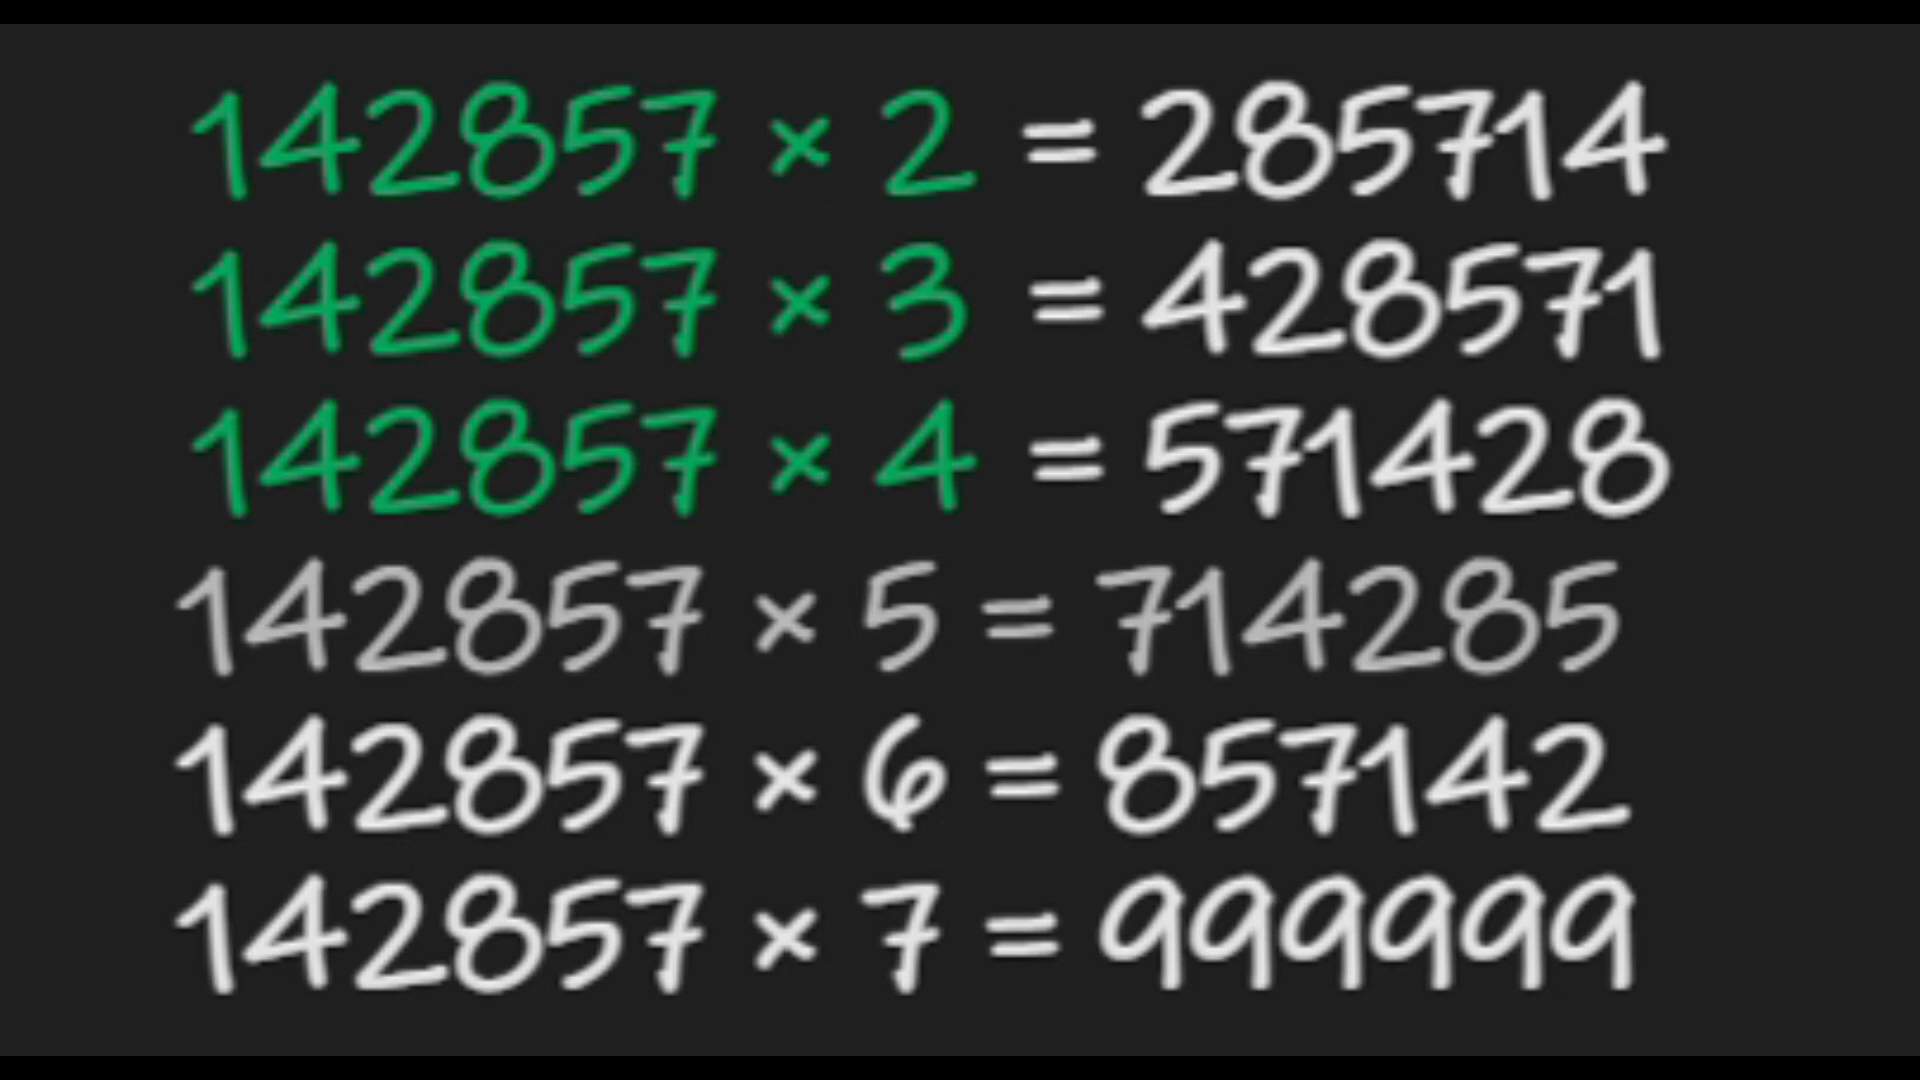 142857 × 2 = 285714
142857 × 3 = 428571
142857 × 4 = 571428
142857 × 5 = 714285
142857 × 6 = 857142
142857 × 7 = 999999